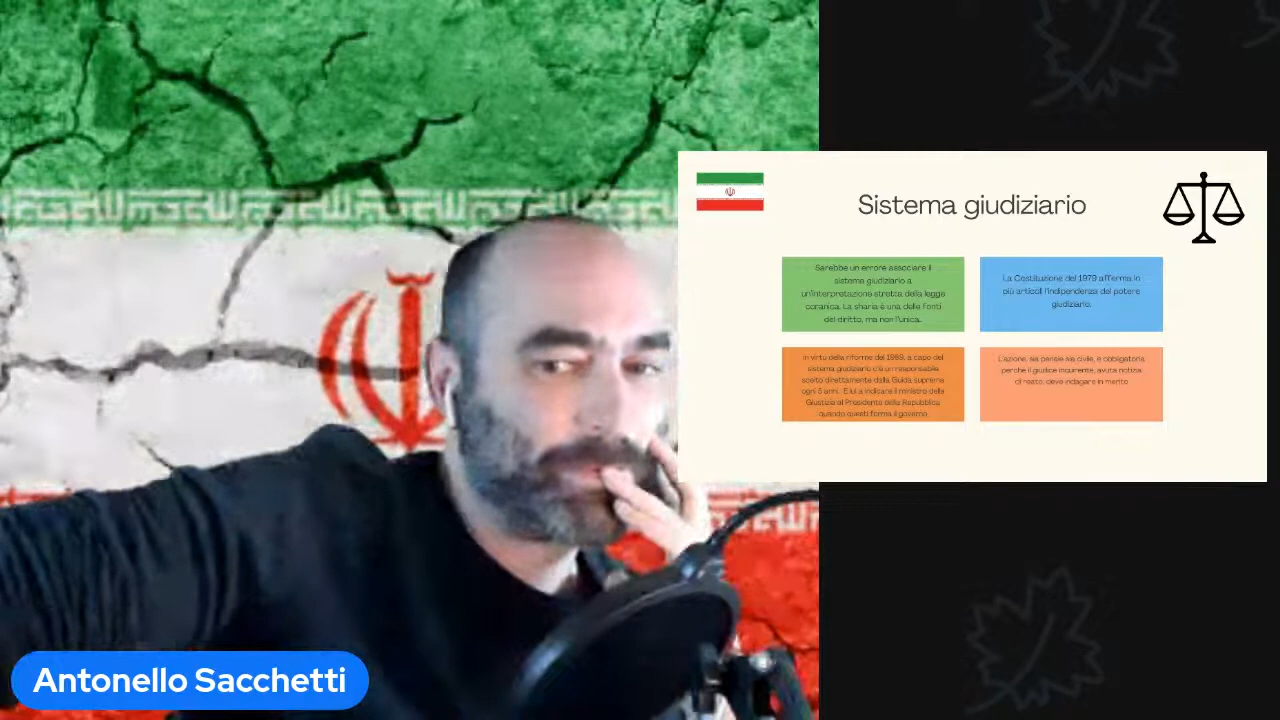 Sistema giudiziario
Sarebbe un errore associare il
sistema giudiziario a
un'interpretazione stretta della legge
coranica. La sharia è una delle fonti
del diritto, ma non l'unica.
La Costituzione del 1979 afferma in
più articoli l'indipendenza del potere
giudiziario.
In virtù della riforme del 1989, a capo del
sistema giudiziario c'è un responsabile
scelto direttamente dalla Guida suprema
ogni 5 anni. È lui a indicare il ministro della
Giustizia al Presidente della Repubblica
quando questi forma il governo.
L'azione, sia penale sia civile, è obbligatoria
perché il giudice inquirente, avuta notizia
di reato, deve indagare in merito
Antonello Sacchetti